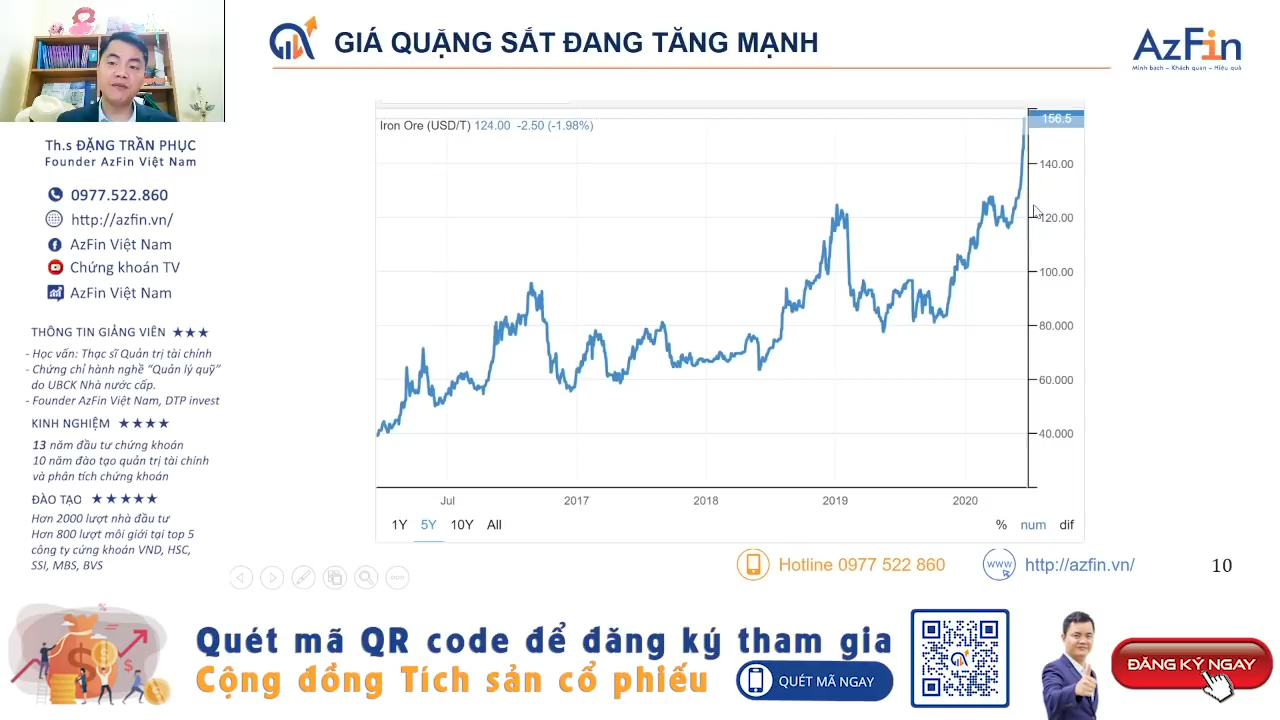 GIÁ QUẶNG SẮT ĐANG TĂNG MẠNH
AzFin
Minh bạch – Khách quan – Hiệu quả
Th.s ĐẶNG TRẦN PHỤC
Founder AzFin Việt Nam
0977.522.860
http://azfin.vn/
AzFin Việt Nam
Chứng khoán TV
AzFin Việt Nam
THÔNG TIN GIẢNG VIÊN ★★★
- Học vấn: Thạc sĩ Quản trị tài chính
- Chứng chỉ hành nghề "Quản lý quỹ"
do UBCK Nhà nước cấp.
- Founder AzFin Việt Nam, DTP invest
KINH NGHIỆM ★★★★
13 năm đầu tư chứng khoán
10 năm đào tạo quản trị tài chính
và phân tích chứng khoán
ĐÀO TẠO ★★★★★
Hơn 2000 lượt nhà đầu tư
Hơn 800 lượt môi giới tại top 5
công ty cứng khoán VND, HSC,
SSI, MBS, BVS
Iron Ore (USD/T) 124.00 -2.50 (-1.98%)
156.5
140.00
120.00
100.00
80.000
60.000
40.000
Jul 2017 2018 2019 2020
1Y 5Y 10Y All % num dif
Hotline 0977 522 860
www
http://azfin.vn/
10
Quét mã QR code để đăng ký tham gia
Cộng đồng Tích sản cổ phiếu
QUÉT MÃ NGAY
ĐĂNG KÝ NGAY